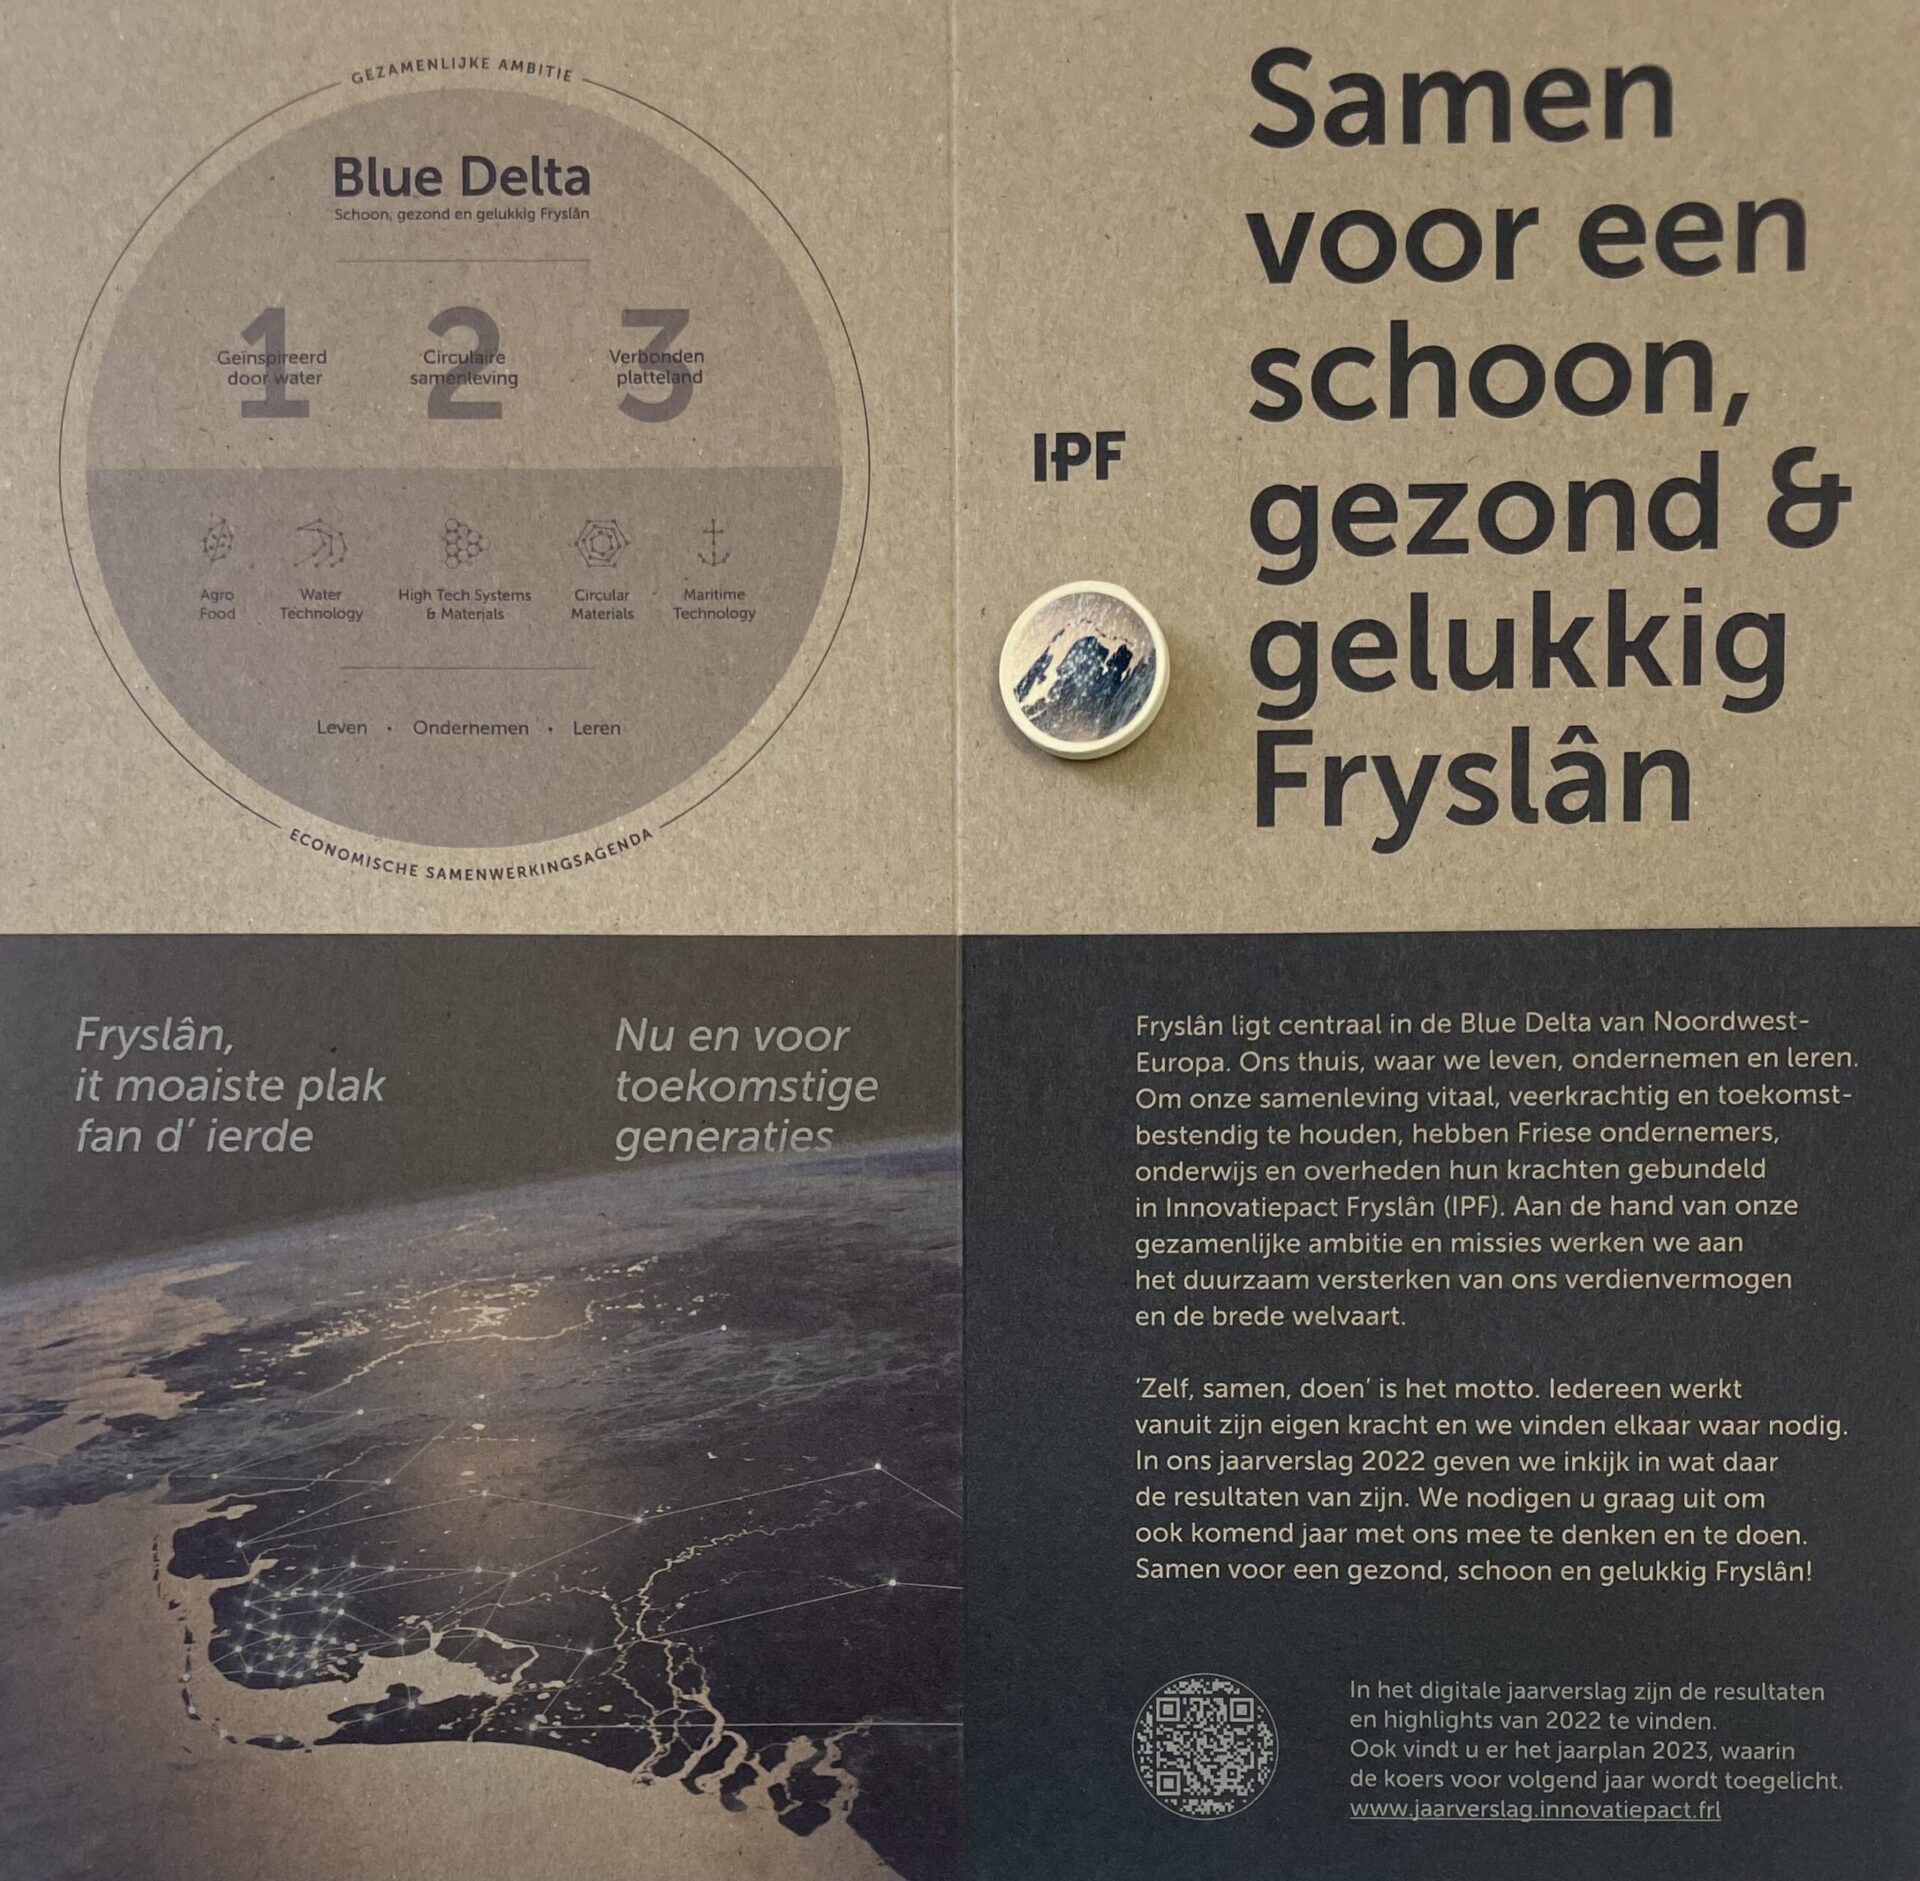 GEZAMENLIJKE AMBITIE
Blue Delta
Schoon, gezond en gelukkig Fryslân
1 2 3
Geïnspireerd
door water
Circulaire
samenleving
Verbonden
platteland
Agro
Food
Water
Technology
High Tech Systems
& Materials
Circular
Materials
Maritime
Technology
Leven · Ondernemen · Leren
ECONOMISCHE SAMENWERKINGSAGENDA
IPF
Samen
voor een
schoon,
gezond &
gelukkig
Fryslân
Fryslân,
it moaiste plak
fan d' ierde
Nu en voor
toekomstige
generaties
Fryslân ligt centraal in de Blue Delta van Noordwest-
Europa. Ons thuis, waar we leven, ondernemen en leren.
Om onze samenleving vitaal, veerkrachtig en toekomst-
bestendig te houden, hebben Friese ondernemers,
onderwijs en overheden hun krachten gebundeld
in Innovatiepact Fryslân (IPF). Aan de hand van onze
gezamenlijke ambitie en missies werken we aan
het duurzaam versterken van ons verdienvermogen
en de brede welvaart.
‘Zelf, samen, doen’ is het motto. Iedereen werkt
vanuit zijn eigen kracht en we vinden elkaar waar nodig.
In ons jaarverslag 2022 geven we inkijk in wat daar
de resultaten van zijn. We nodigen u graag uit om
ook komend jaar met ons mee te denken en te doen.
Samen voor een gezond, schoon en gelukkig Fryslân!
In het digitale jaarverslag zijn de resultaten
en highlights van 2022 te vinden.
Ook vindt u er het jaarplan 2023, waarin
de koers voor volgend jaar wordt toegelicht.
www.jaarverslag.innovatiepact.frl